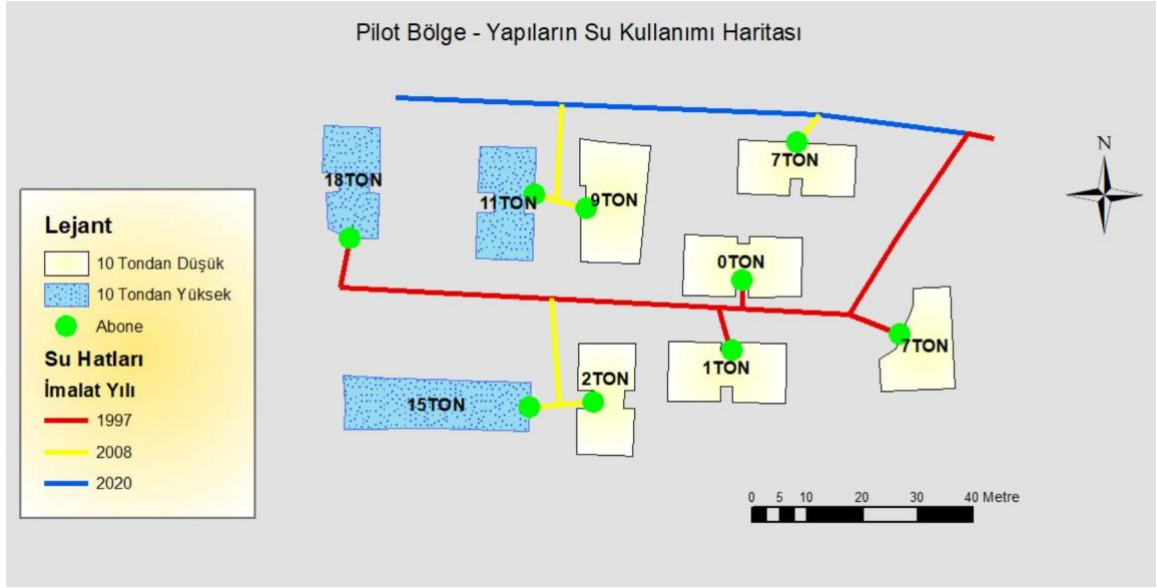 Pilot Bölge - Yapıların Su Kullanımı Haritası
N
18TON
11TON
9TON
7TON
0TON
7TON
1TON
2TON
15TON
Lejant
10 Tondan Düşük
10 Tondan Yüksek
Abone
Su Hatları
İmalat Yılı
1997
2008
2020
0 5 10 20 30 40 Metre